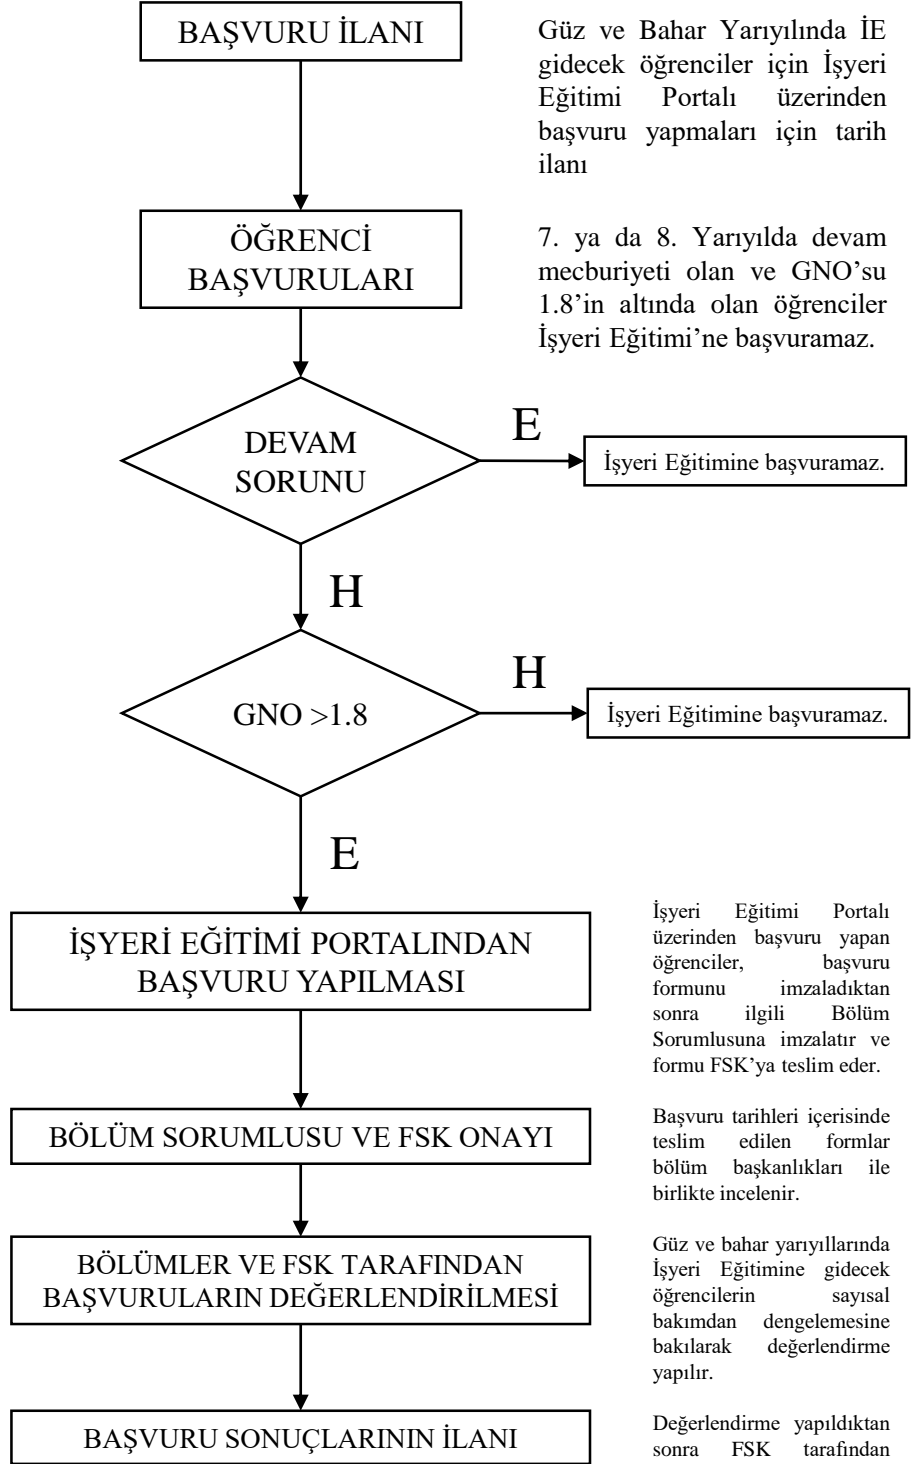 BAŞVURU İLANI
Güz ve Bahar Yarıyılında İE
gidecek öğrenciler için İşyeri
Eğitimi Portalı üzerinden
başvuru yapmaları için tarih
ilanı
ÖĞRENCİ
BAŞVURULARI
7. ya da 8. Yarıyılda devam
mecburiyeti olan ve GNO’su
1.8’in altında olan öğrenciler
İşyeri Eğitimi’ne başvuramaz.
DEVAM
SORUNU
E
İşyeri Eğitimine başvuramaz.
H
GNO >1.8
H
İşyeri Eğitimine başvuramaz.
E
İŞYERİ EĞİTİMİ PORTALINDAN
BAŞVURU YAPILMASI
İşyeri Eğitimi Portalı
üzerinden başvuru yapan
öğrenciler, başvuru
formunu imzaladıktan
sonra ilgili Bölüm
Sorumlusuna imzalatır ve
formu FSK’ya teslim eder.
BÖLÜM SORUMLUSU VE FSK ONAYI
Başvuru tarihleri içerisinde
teslim edilen formlar
bölüm başkanlıkları ile
birlikte incelenir.
BÖLÜMLER VE FSK TARAFINDAN
BAŞVURULARIN DEĞERLENDİRİLMESİ
Güz ve bahar yarıyıllarında
İşyeri Eğitimine gidecek
öğrencilerin sayısal
bakımdan dengelemesine
bakılarak değerlendirme
yapılır.
BAŞVURU SONUÇLARININ İLANI
Değerlendirme yapıldıktan
sonra FSK tarafından